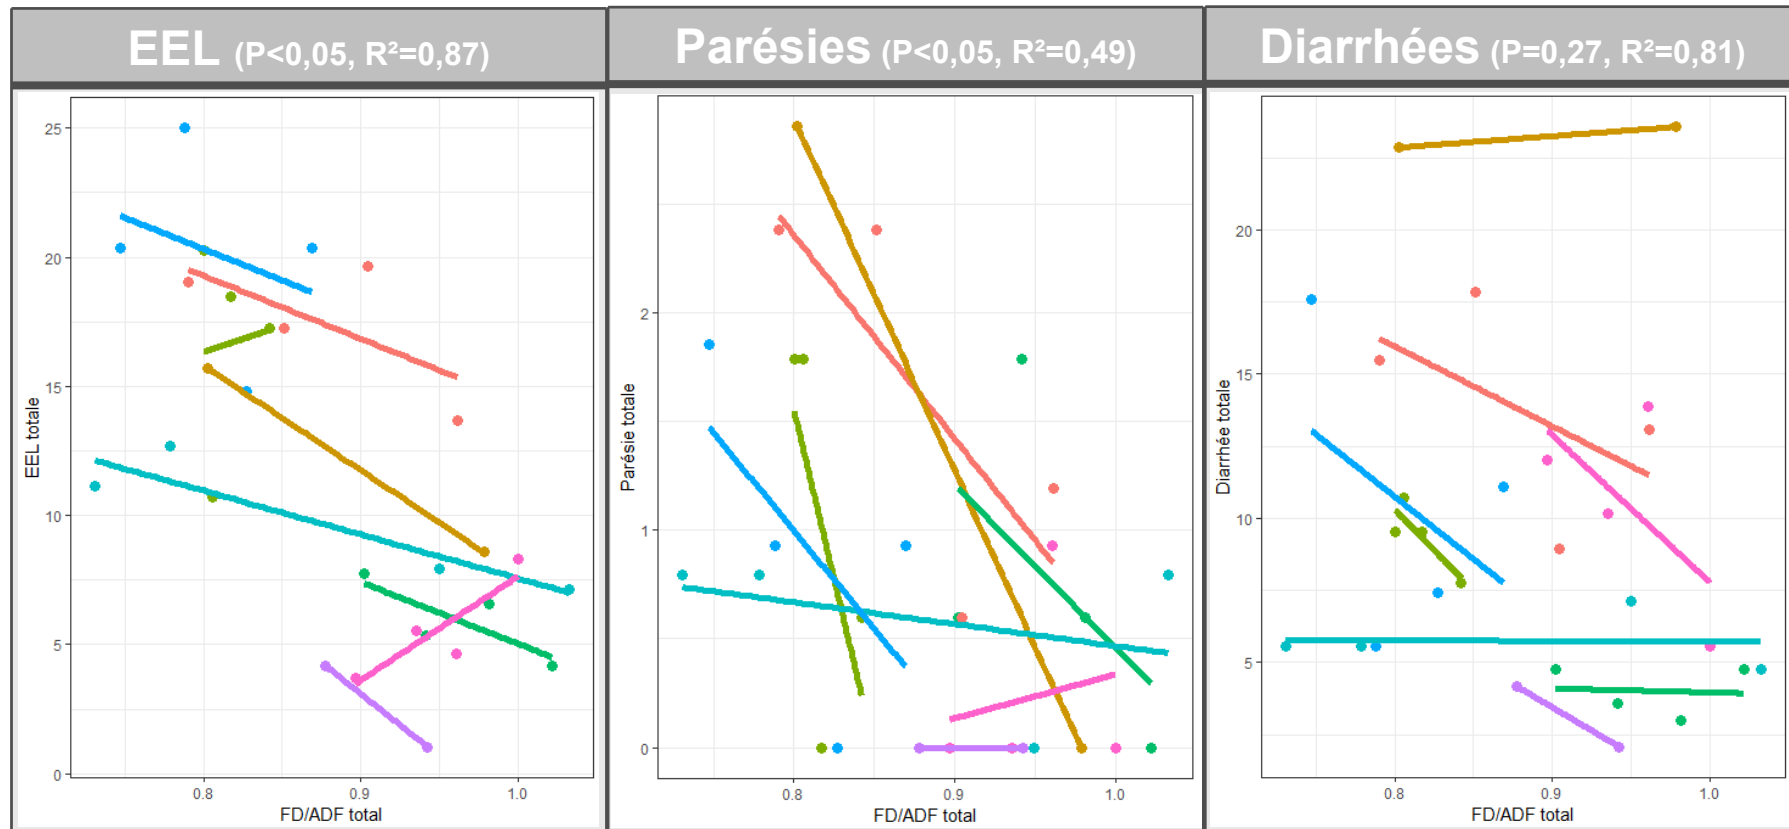 EEL (P<0,05, R²=0,87)
Parésies (P<0,05, R²=0,49)
Diarrhées (P=0,27, R²=0,81)
EEL totale
25
20
15
10
5
0
0.8
0.9
1.0
FD/ADF total
Parésie totale
2
1
0
0.8
0.9
1.0
FD/ADF total
Diarrhée totale
20
15
10
5
0.8
0.9
1.0
FD/ADF total